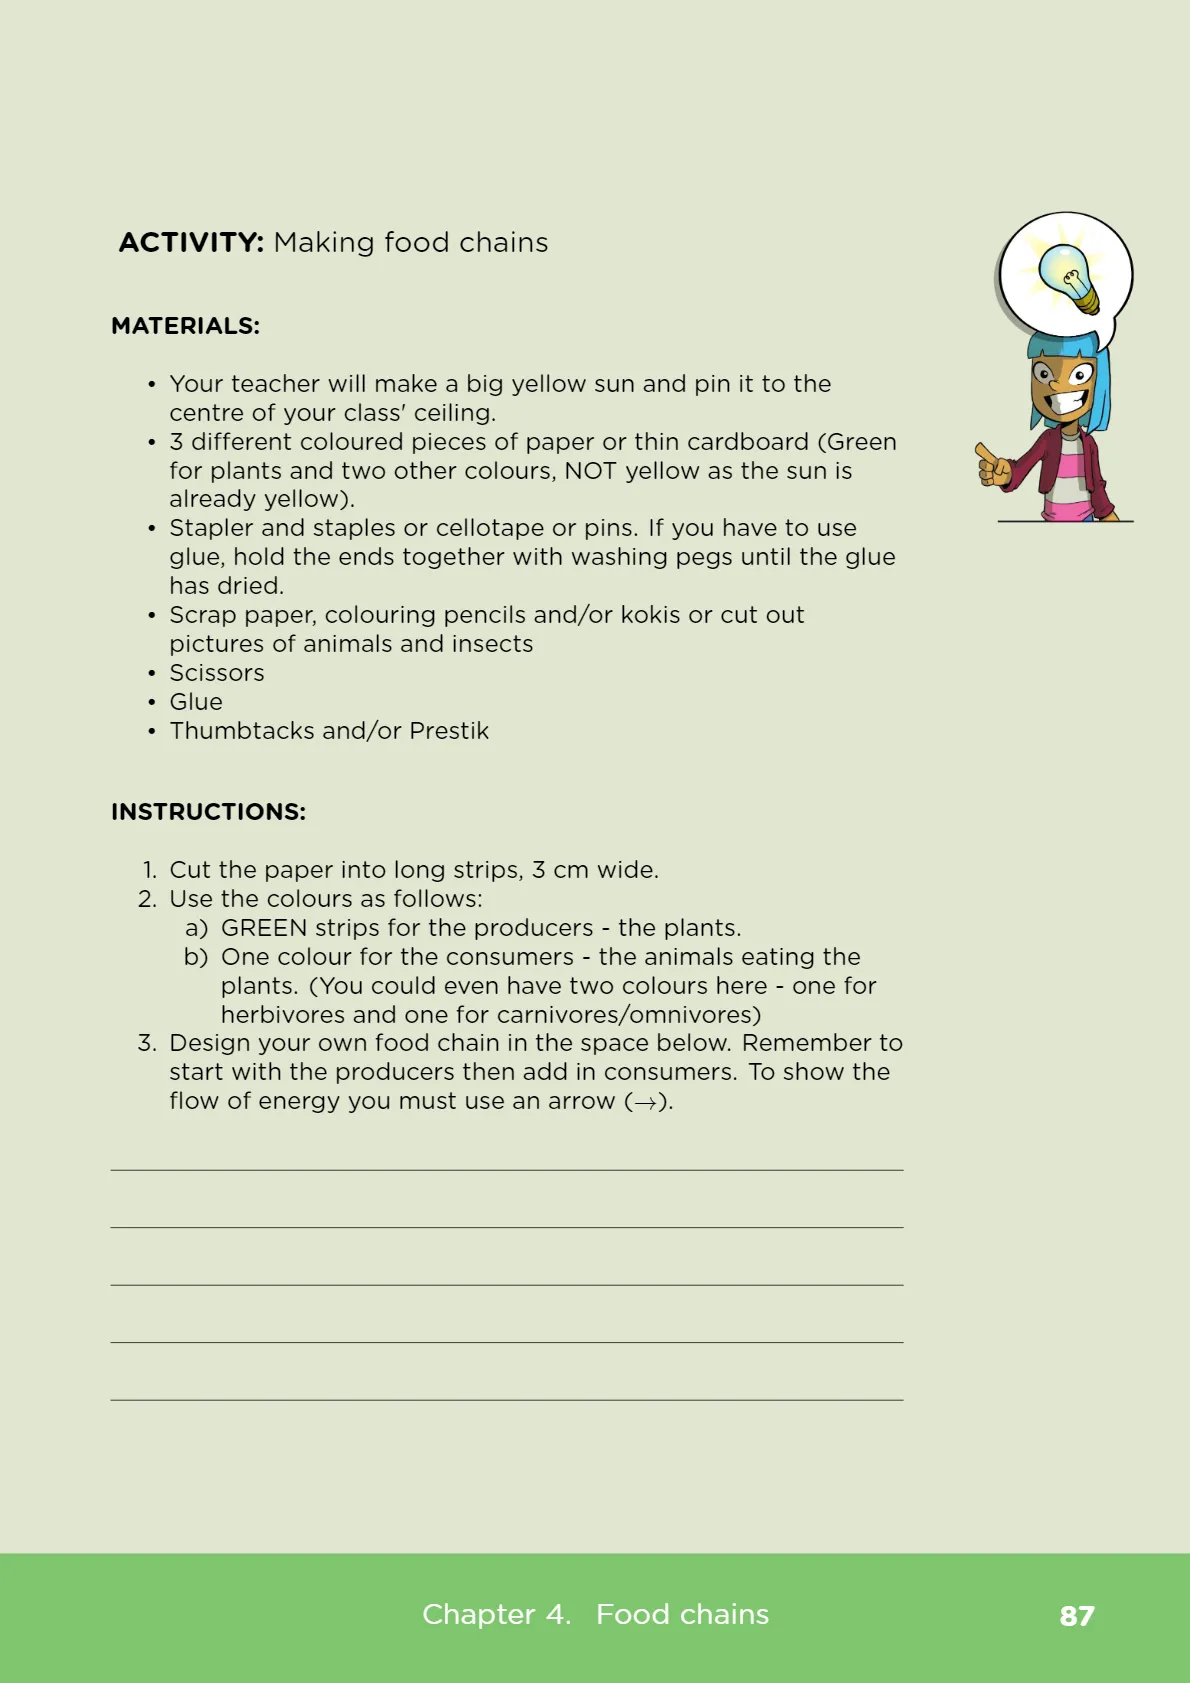 ACTIVITY: Making food chains
MATERIALS:
• Your teacher will make a big yellow sun and pin it to the
centre of your class' ceiling.
• 3 different coloured pieces of paper or thin cardboard (Green
for plants and two other colours, NOT yellow as the sun is
already yellow).
• Stapler and staples or cellotape or pins. If you have to use
glue, hold the ends together with washing pegs until the glue
has dried.
• Scrap paper, colouring pencils and/or kokis or cut out
pictures of animals and insects
• Scissors
• Glue
• Thumbtacks and/or Prestik
INSTRUCTIONS:
1. Cut the paper into long strips, 3 cm wide.
2. Use the colours as follows:
a) GREEN strips for the producers - the plants.
b) One colour for the consumers - the animals eating the
plants. (You could even have two colours here - one for
herbivores and one for carnivores/omnivores)
3. Design your own food chain in the space below. Remember to
start with the producers then add in consumers. To show the
flow of energy you must use an arrow (→).
Chapter 4. Food chains 87